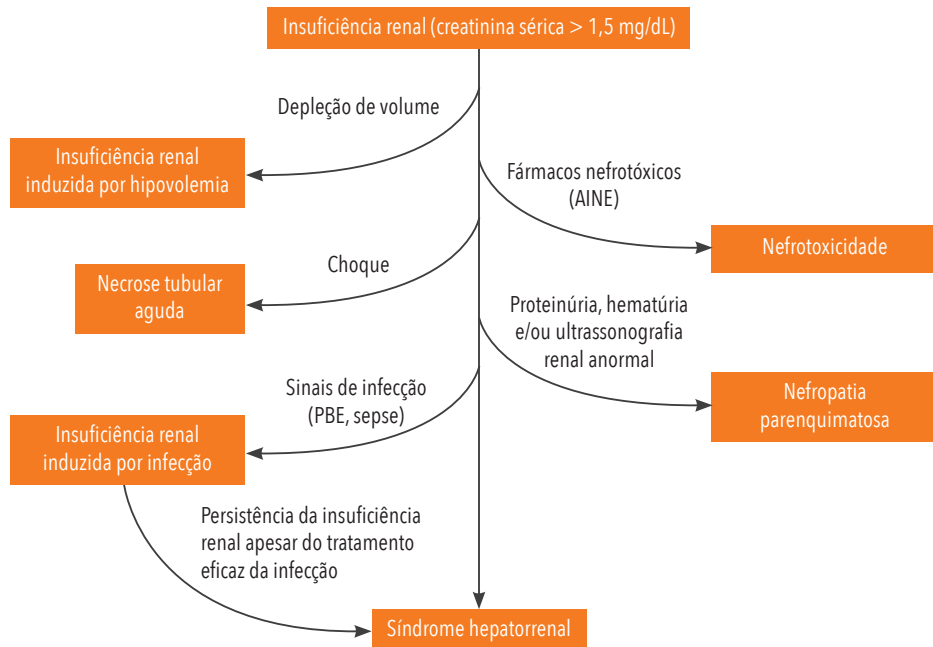 Insuficiência renal (creatinina sérica > 1,5 mg/dL)
Depleção de volume
Insuficiência renal
induzida por hipovolemia
Fármacos nefrotóxicos
(AINE)
Nefrotoxicidade
Choque
Necrose tubular
aguda
Proteinúria, hematúria
e/ou ultrassonografia
renal anormal
Nefropatia
parenquimatosa
Sinais de infecção
(PBE, sepse)
Insuficiência renal
induzida por infecção
Persistência da insuficiência
renal apesar do tratamento
eficaz da infecção
Síndrome hepatorrenal